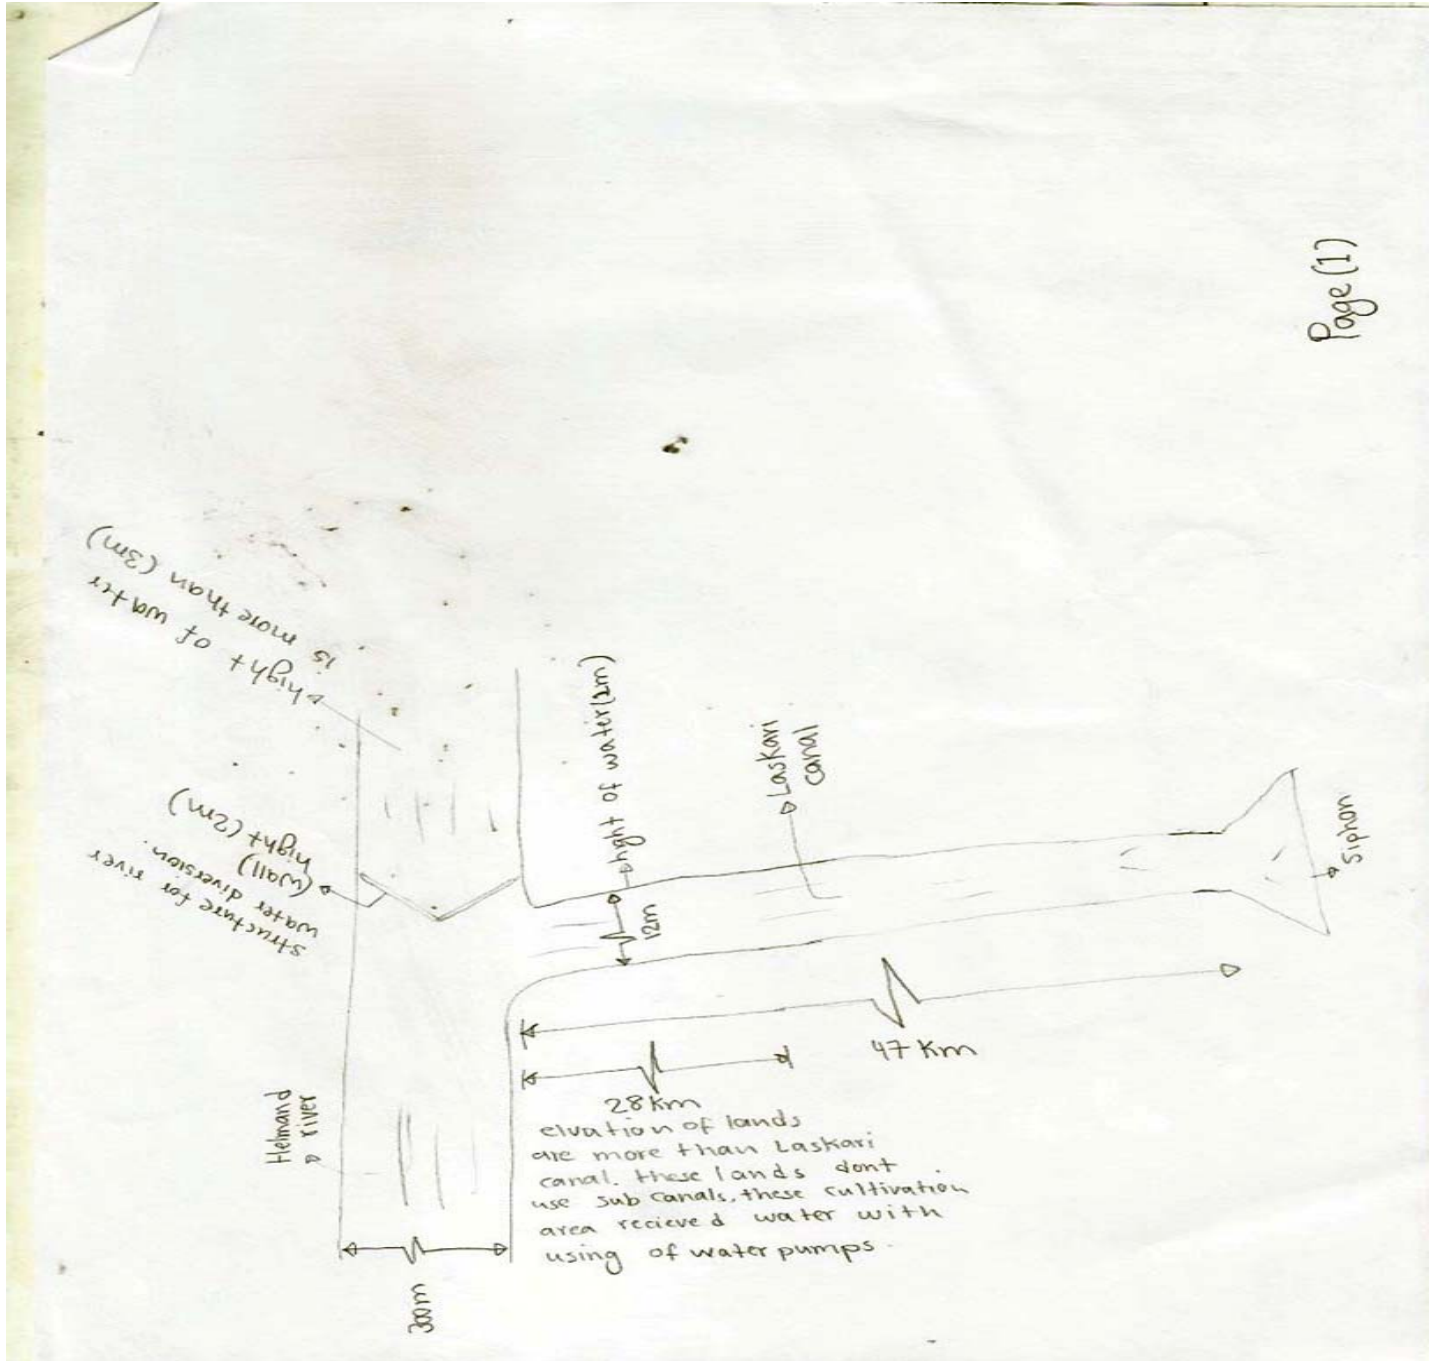 Page (1)
hight of water
is more than (3m)
structure for river
water diversion.
(wall)
hight (2m)
hght of water (2m)
12m
Laskari
canal
Siphon
47 Km
28 Km
elvation of lands
are more than Laskari
canal. these lands dont
use sub canals, these cultivation
area recieved water with
using of water pumps.
Helmand
river
300m